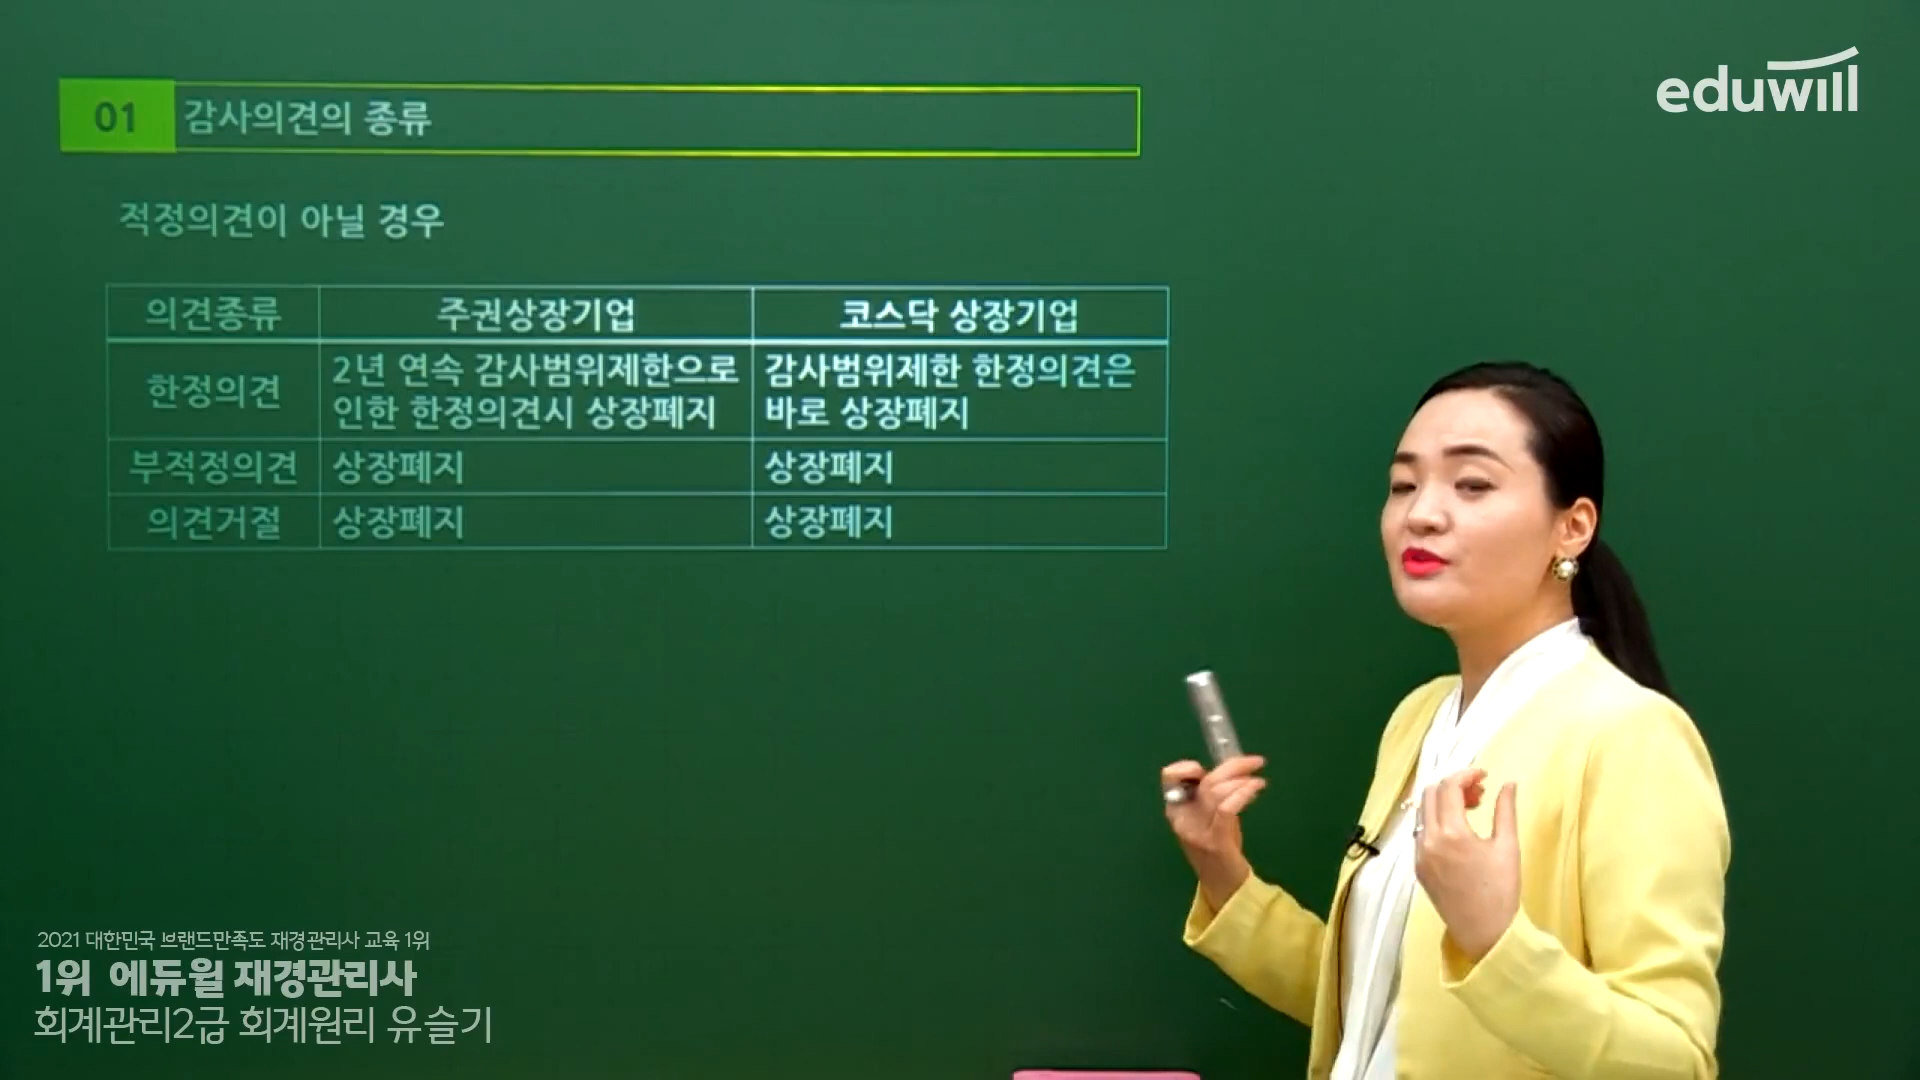 eduwill
01 감사의견의 종류
적정의견이 아닐 경우
의견종류 주권상장기업 코스닥 상장기업
한정의견 2년 연속 감사범위제한으로 인한 한정의견시 상장폐지 감사범위제한 한정의견은 바로 상장폐지
부적정의견 상장폐지 상장폐지
의견거절 상장폐지 상장폐지
2021 대한민국 브랜드만족도 재경관리사 교육 1위
1위 에듀윌 재경관리사
회계관리2급 회계원리 유슬기